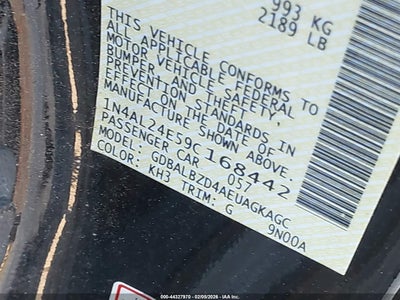 993 KG
2189 LB
THIS VEHICLE CONFORMS TO
ALL APPLICABLE FEDERAL
MOTOR VEHICLE SAFETY,
BUMPER, AND THEFT
PREVENTION STANDARDS IN
EFFECT ON THE DATE OF
MANUFACTURE SHOWN ABOVE.
1N4AL24E59C168442
PASSENGER CAR 057
MODEL: GDBALBZD4AEUAGKAGC
COLOR: KH3 TRIM: G 9N00A
000-44327970 - 02/09/2026 - IAA